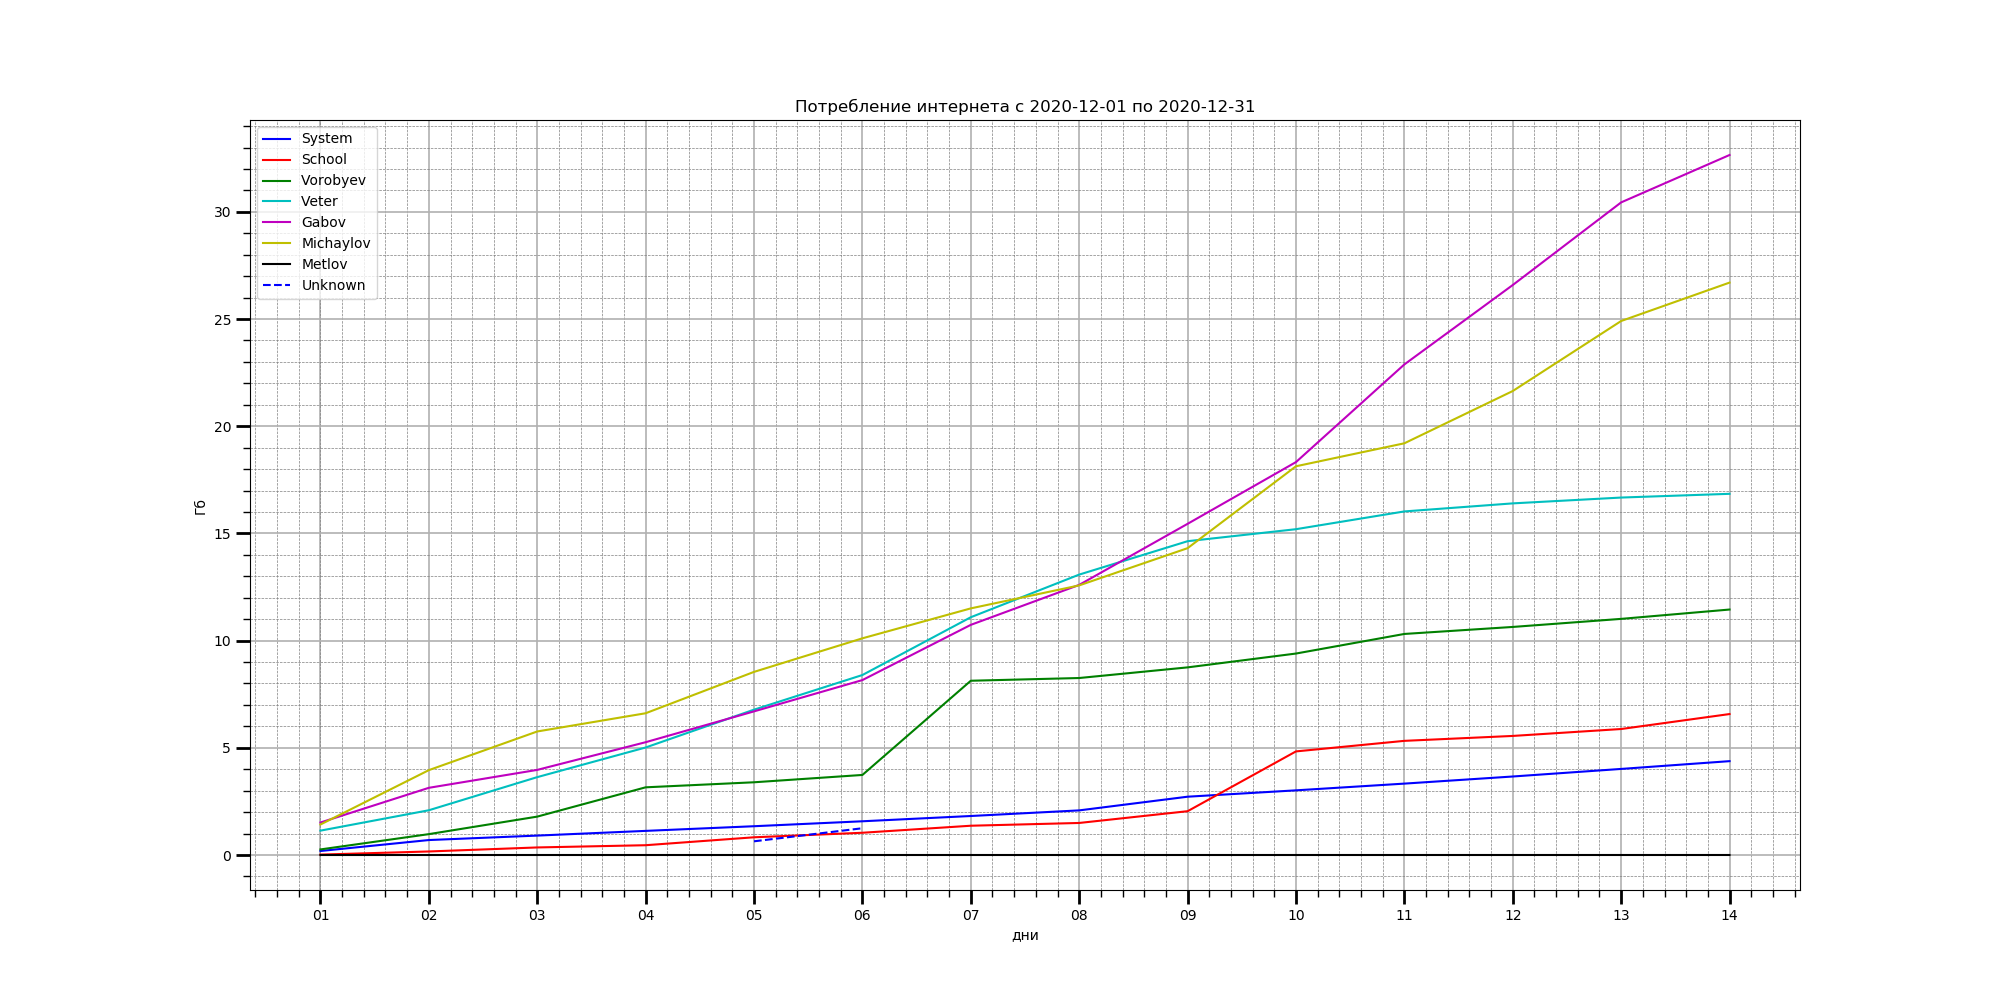 Потребление интернета с 2020-12-01 по 2020-12-31
System
School
Vorobyev
Veter
Gabov
Michaylov
Metlov
Unknown
30
25
20
15
10
5
0
Гб
01 02 03 04 05 06 07 08 09 10 11 12 13 14
дни